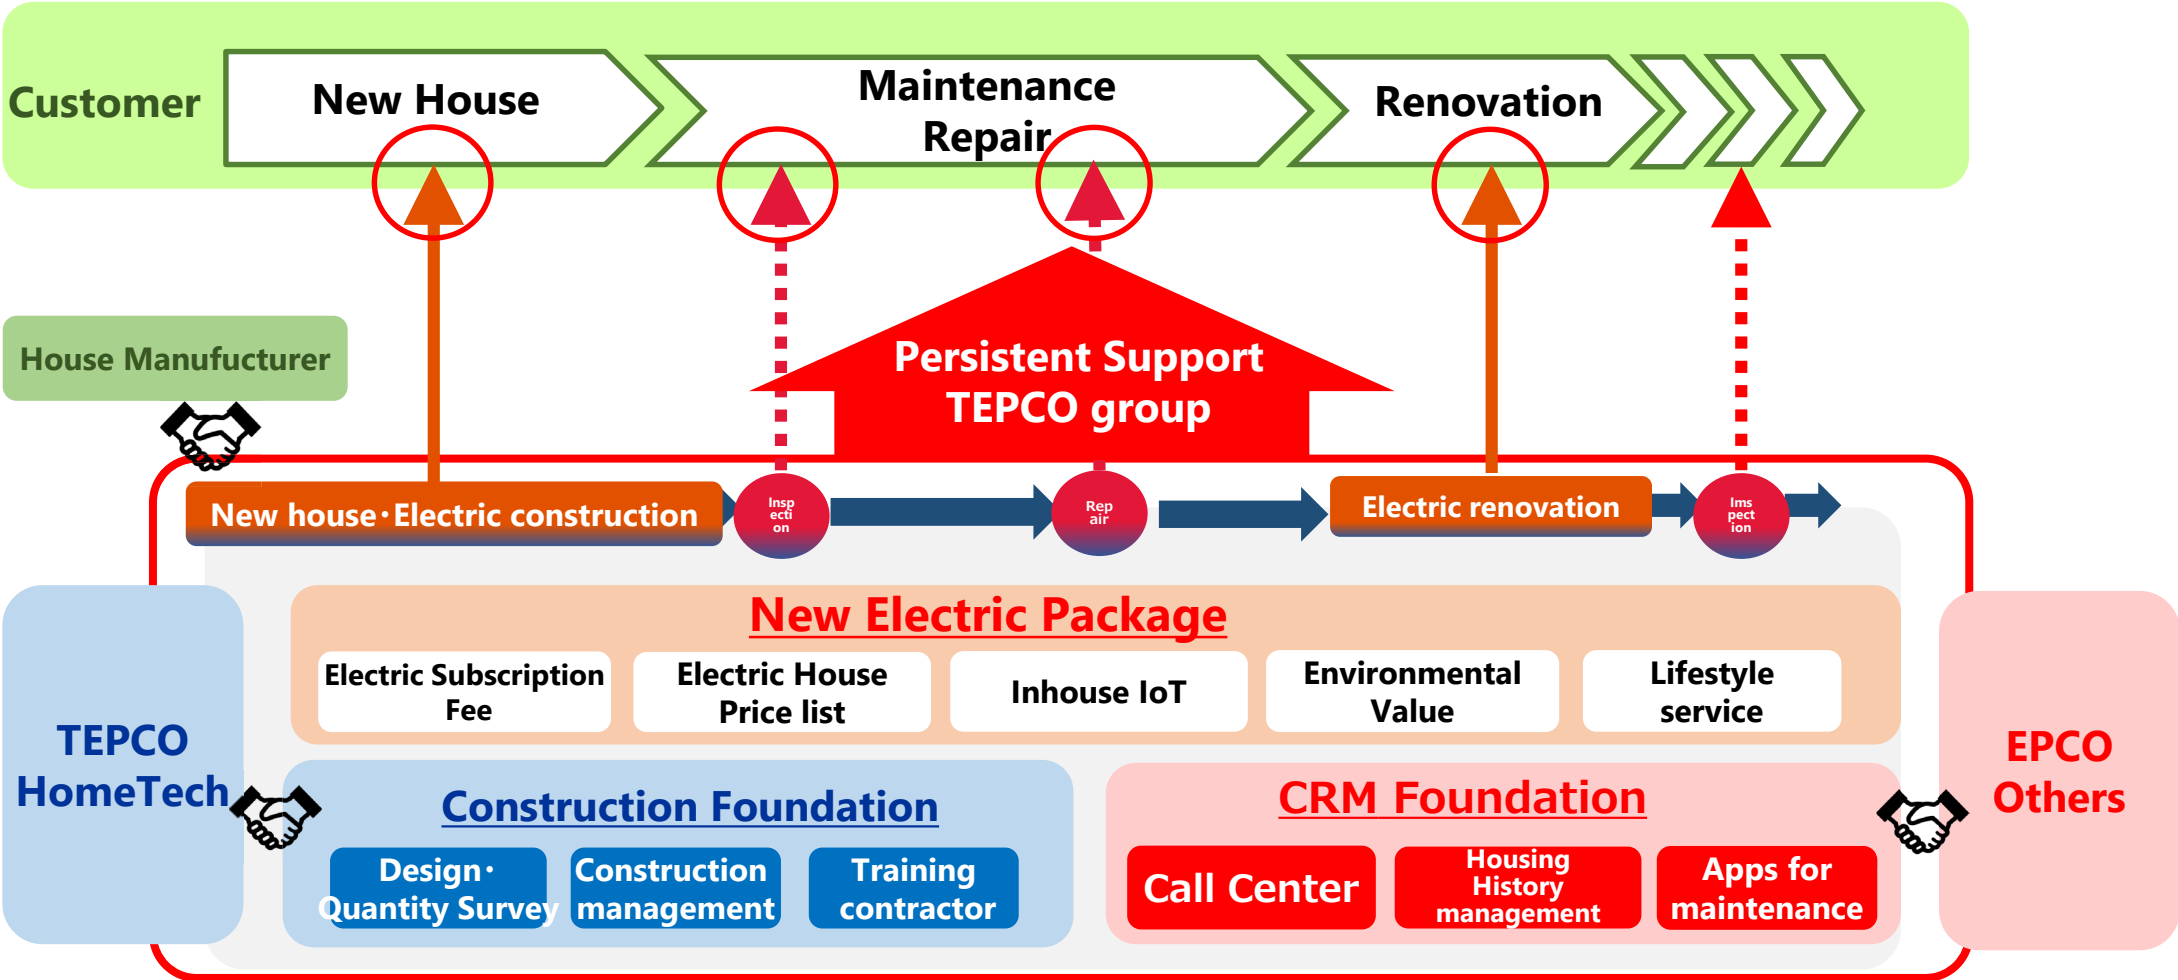 Customer
New House
Maintenance
Repair
Renovation
House Manufucturer
Persistent Support
TEPCO group
New house・Electric construction
Insp
ecti
on
Rep
air
Electric renovation
Ims
pect
ion
New Electric Package
Electric Subscription
Fee
Electric House
Price list
Inhouse IoT
Environmental
Value
Lifestyle
service
TEPCO
HomeTech
EPCO
Others
Construction Foundation
Design・
Quantity Survey
Construction
management
Training
contractor
CRM Foundation
Call Center
Housing
History
management
Apps for
maintenance